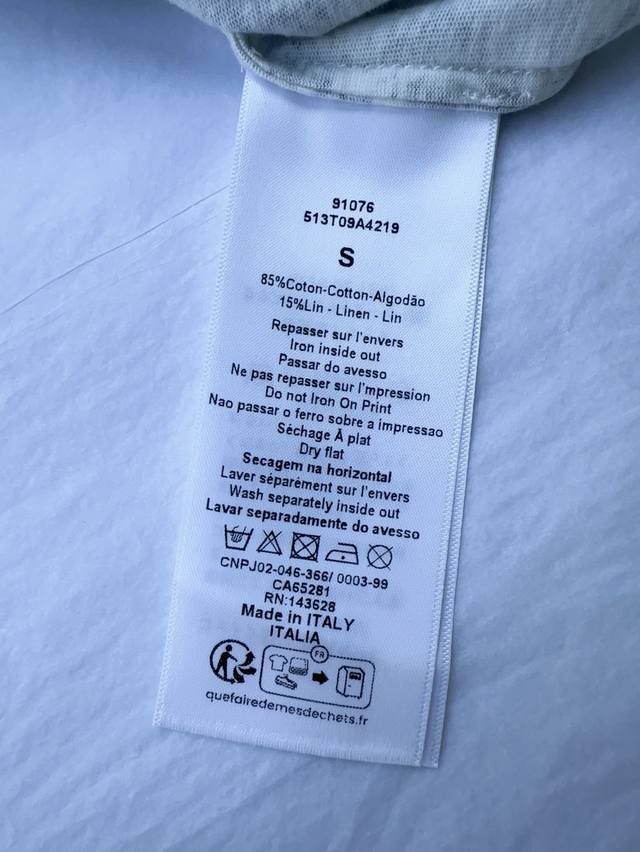 91076
513T09A4219
S
85%Coton-Cotton-Algodão
15%Lin - Linen - Lin
Repasser sur l'envers
Iron inside out
Passar do avesso
Ne pas repasser sur l'mpression
Do not Iron On Print
Nao passar o ferro sobre a impressao
Séchage À plat
Dry flat
Secagem na horizontal
Laver séparément sur l'envers
Wash separately inside out
Lavar separadamente do avesso
CNPJ02-046-366/ 0003-99
CA65281
RN:143628
Made in ITALY
ITALIA
FR
quefairedemesdechets.fr